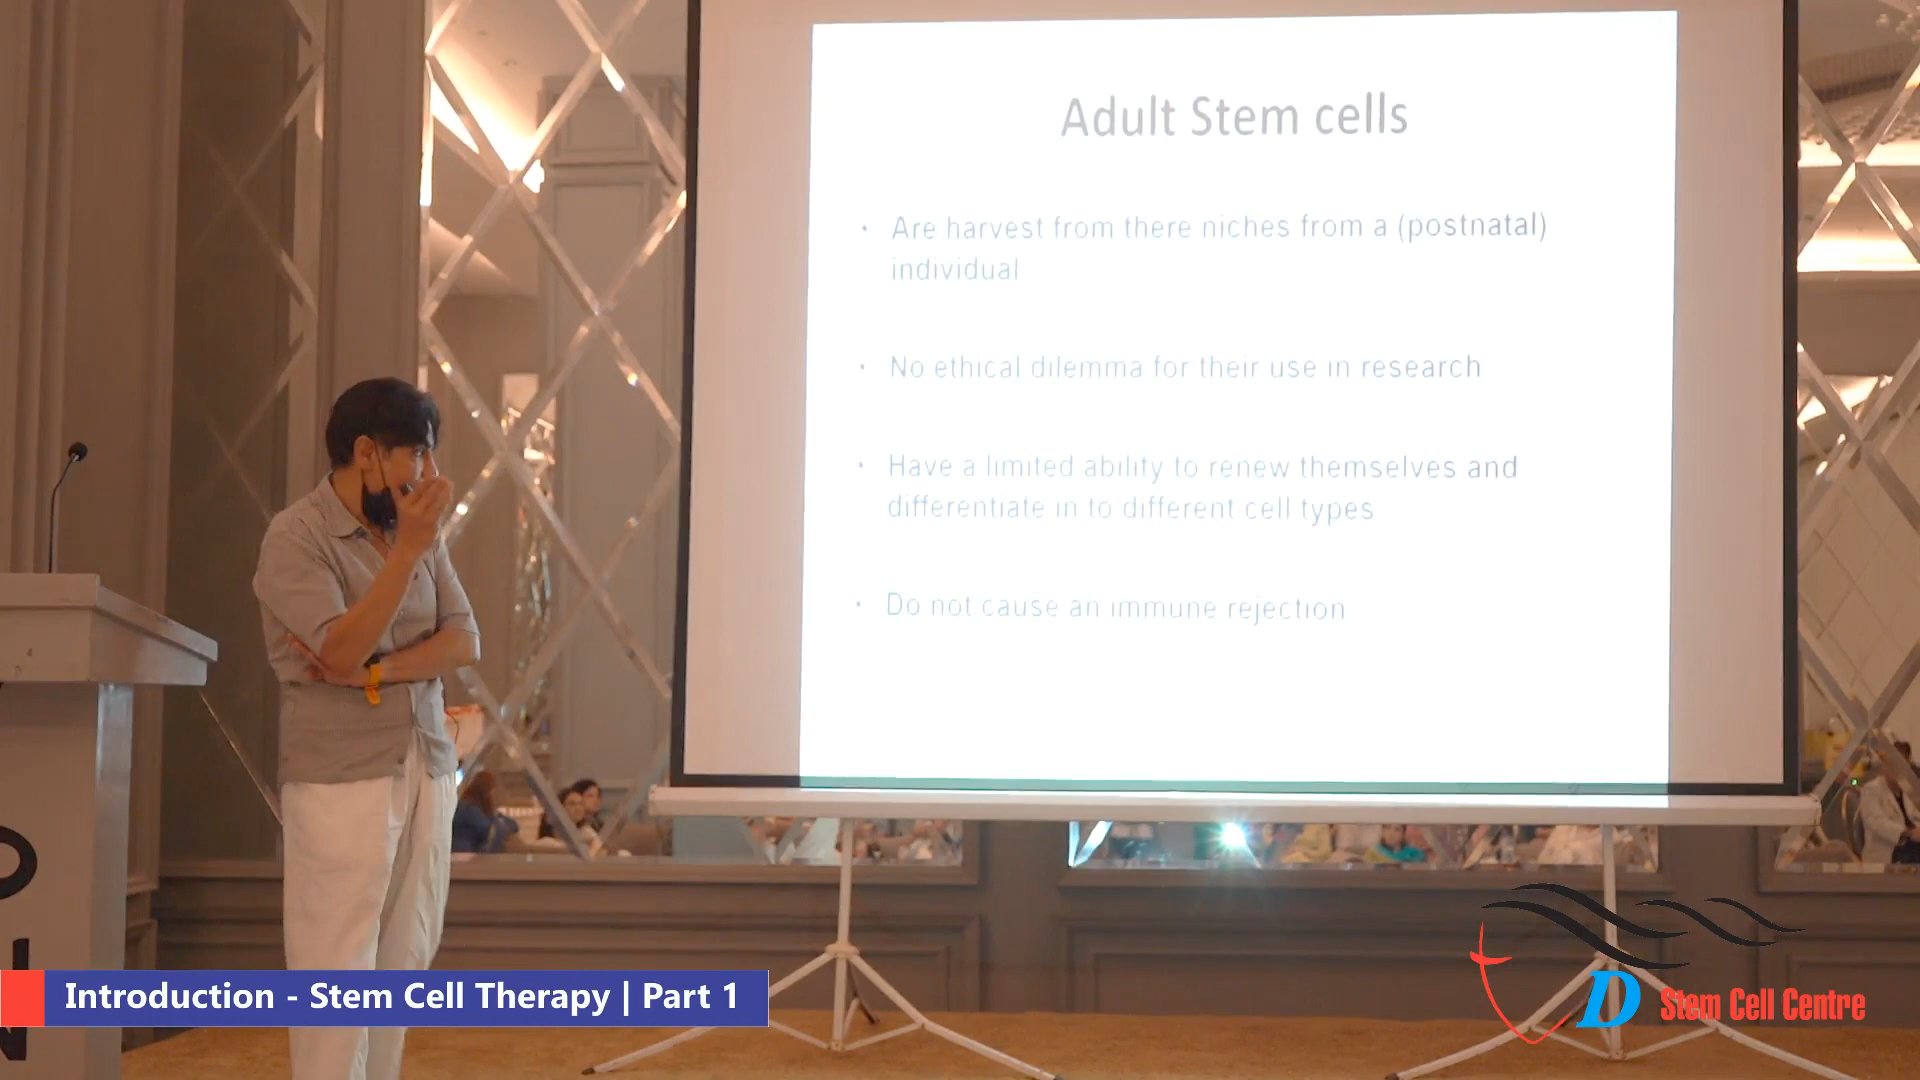 Adult Stem cells
• Are harvest from there niches from a (postnatal)
individual
• No ethical dilemma for their use in research
• Have a limited ability to renew themselves and
differentiate in to different cell types
• Do not cause an immune rejection
Introduction - Stem Cell Therapy | Part 1
D Stem Cell Centre